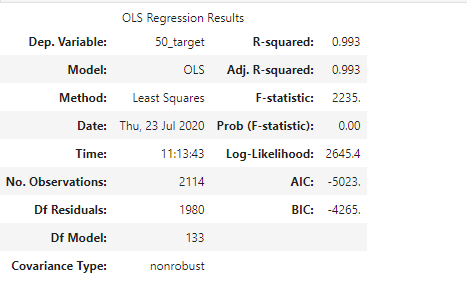 OLS Regression Results
Dep. Variable: 50_target R-squared: 0.993
Model: OLS Adj. R-squared: 0.993
Method: Least Squares F-statistic: 2235.
Date: Thu, 23 Jul 2020 Prob (F-statistic): 0.00
Time: 11:13:43 Log-Likelihood: 2645.4
No. Observations: 2114 AIC: -5023.
Df Residuals: 1980 BIC: -4265.
Df Model: 133
Covariance Type: nonrobust